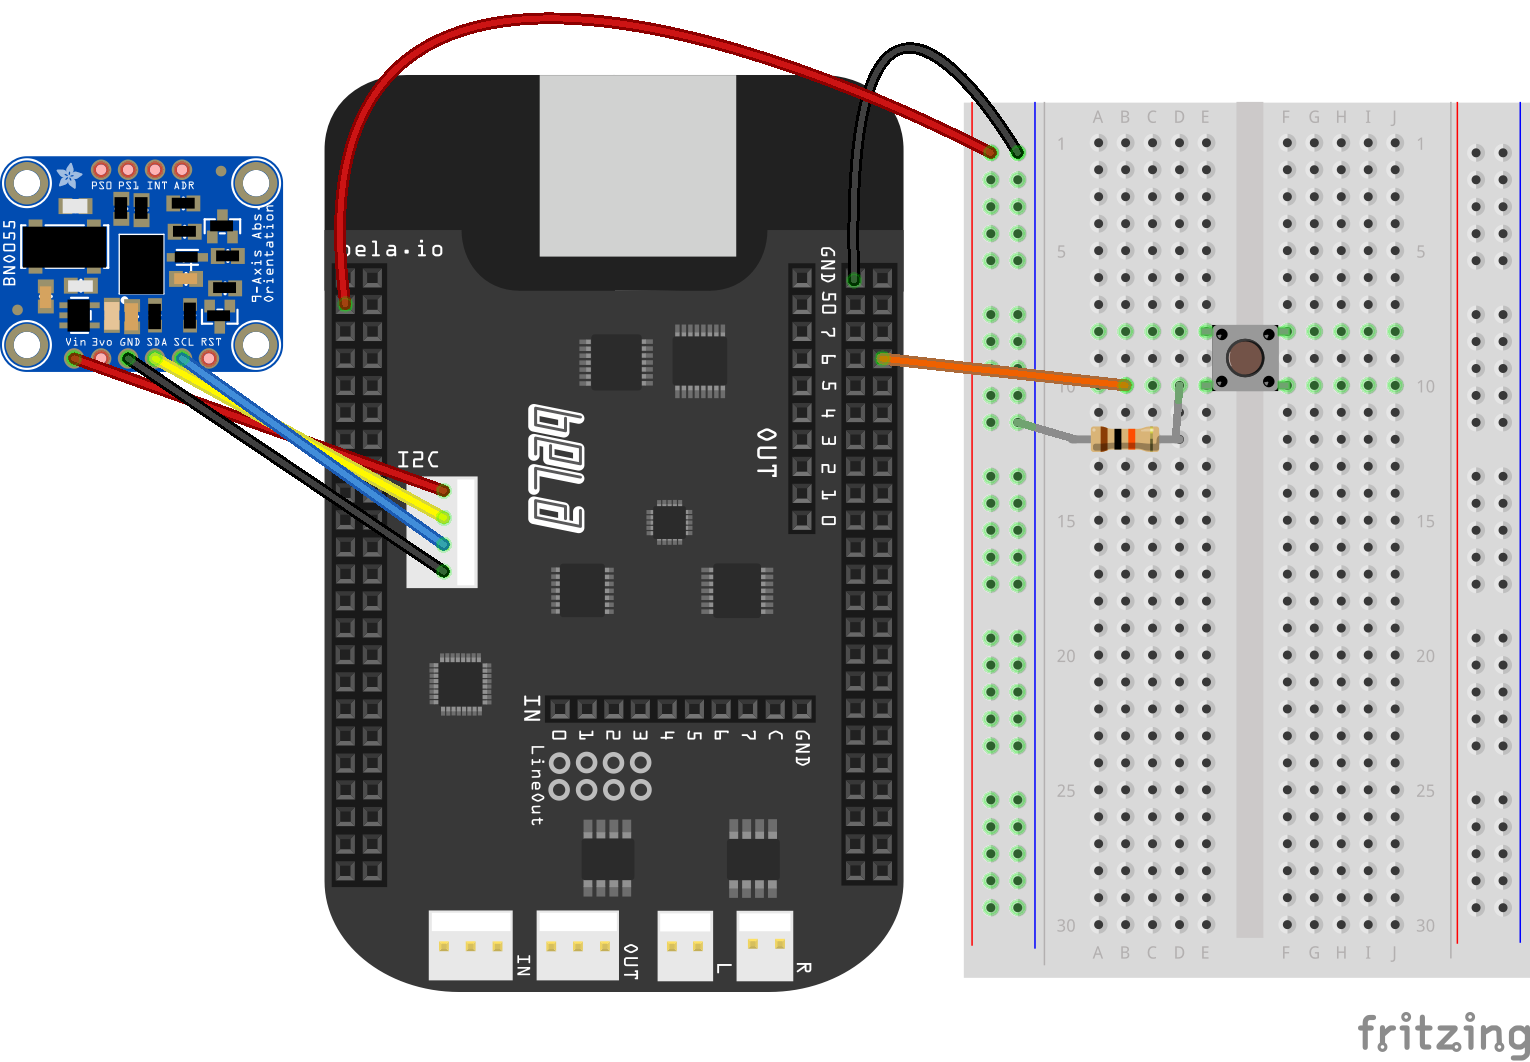 PS0 PS1 INT ADR
BNO055
9-Axis Abs.
Orientation
Vin 3vo GND SDA SCL RST
bela.io
I2C
bela
GND
50
7
6
5
4
3
2
1
0
OUT
IN
0 1 2 3 4 5 6 7 C GND
LineOut
IN
OUT
L
R
A B C D E F G H I J
1 1
5 5
10 10
15 15
20 20
25 25
30 30
A B C D E F G H I J
fritzing